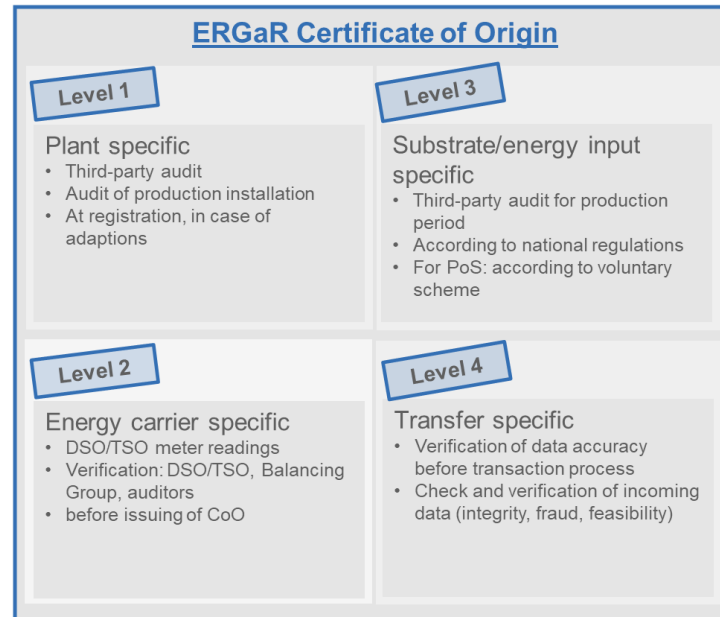 ERGaR Certificate of Origin
Level 1
Plant specific
• Third-party audit
• Audit of production installation
• At registration, in case of
adaptions
Level 2
Energy carrier specific
• DSO/TSO meter readings
• Verification: DSO/TSO, Balancing
Group, auditors
• before issuing of CoO
Level 3
Substrate/energy input
specific
• Third-party audit for production
period
• According to national regulations
• For PoS: according to voluntary
scheme
Level 4
Transfer specific
• Verification of data accuracy
before transaction process
• Check and verification of incoming
data (integrity, fraud, feasibility)